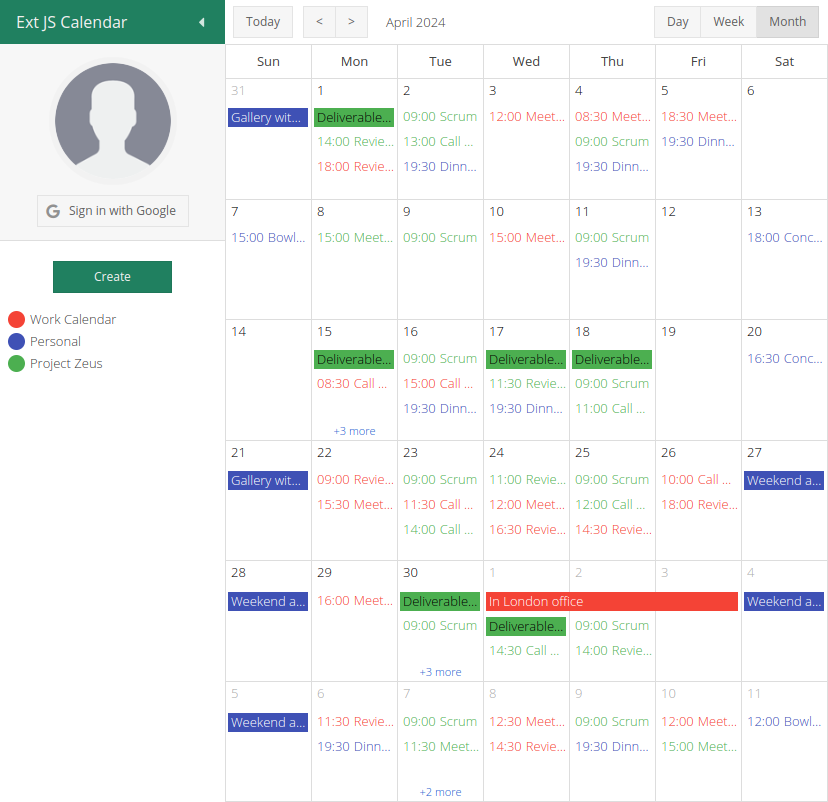 Ext JS Calendar
Today < > April 2024 Day Week Month
Sign in with Google
Create
Work Calendar
Personal
Project Zeus
Sun Mon Tue Wed Thu Fri Sat
31 1 2 3 4 5 6
Gallery wit... Deliverable... 09:00 Scrum 12:00 Meet... 08:30 Meet... 18:30 Meet...
14:00 Revie... 13:00 Call ... 09:00 Scrum 19:30 Dinn...
18:00 Revie... 19:30 Dinn... 19:30 Dinn...
7 8 9 10 11 12 13
15:00 Bowl... 15:00 Meet... 09:00 Scrum 15:00 Meet... 09:00 Scrum 18:00 Conc...
19:30 Dinn...
14 15 16 17 18 19 20
Deliverable... 09:00 Scrum Deliverable... Deliverable... 16:30 Conc...
08:30 Call ... 15:00 Call ... 11:30 Revie... 09:00 Scrum
19:30 Dinn... 19:30 Dinn... 11:00 Call ...
+3 more
21 22 23 24 25 26 27
Gallery wit... 09:00 Revie... 09:00 Scrum 11:00 Revie... 09:00 Scrum 10:00 Call ... Weekend a...
15:30 Meet... 11:30 Call ... 12:00 Meet... 12:00 Call ... 18:00 Revie...
14:00 Call ... 16:30 Revie... 14:30 Revie...
28 29 30 1 2 3 4
Weekend a... 16:00 Meet... Deliverable... In London office Weekend a...
09:00 Scrum Deliverable... 09:00 Scrum
14:30 Call ... 14:00 Revie...
+3 more
5 6 7 8 9 10 11
Weekend a... 11:30 Revie... 09:00 Scrum 12:30 Meet... 09:00 Scrum 12:00 Meet... 12:00 Bowl...
19:30 Dinn... 11:30 Meet... 14:30 Revie... 19:30 Dinn... 15:00 Meet...
+2 more